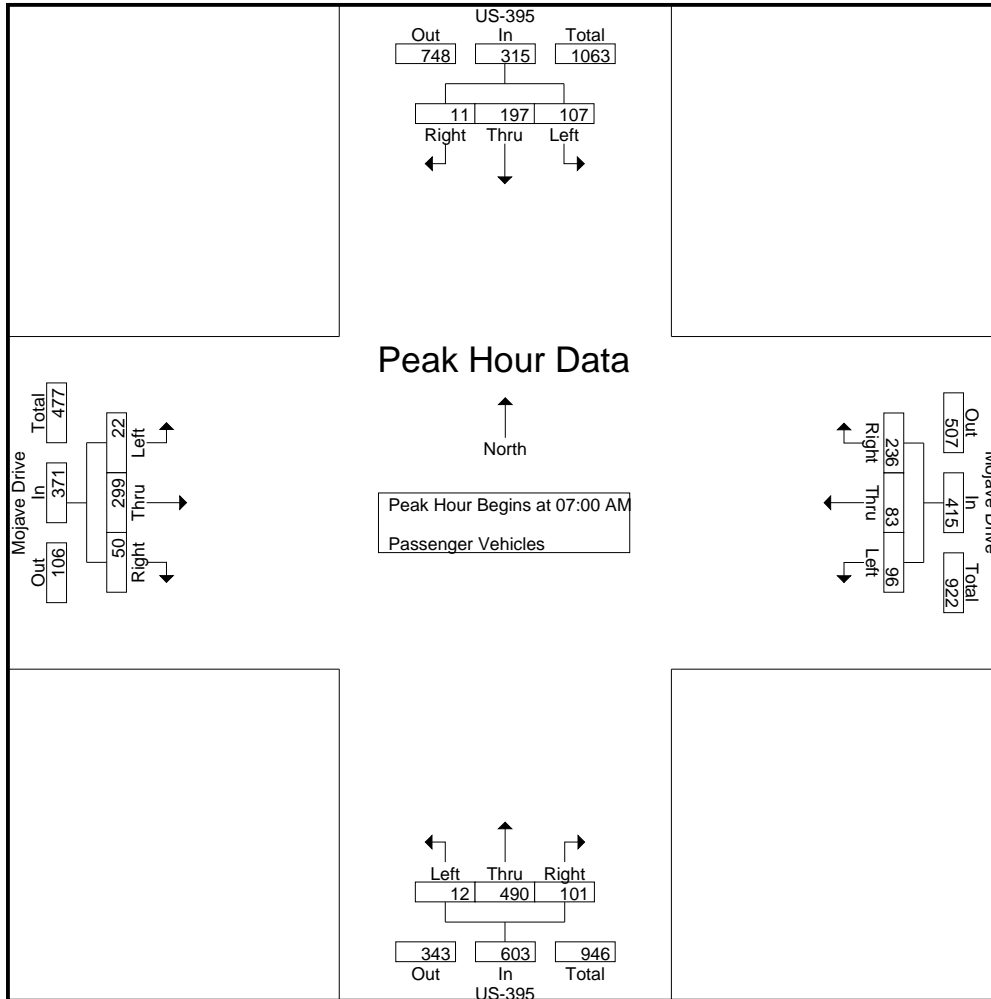 US-395
Out In Total
748 315 1063
11 197 107
Right Thru Left
Peak Hour Data
North
Peak Hour Begins at 07:00 AM
Passenger Vehicles
Mojave Drive
Out In Total
106 371 477
50 299 22
Right Thru Left
Mojave Drive
Out In Total
507 415 922
236 83 96
Right Thru Left
Left Thru Right
12 490 101
343 603 946
Out In Total
US-395